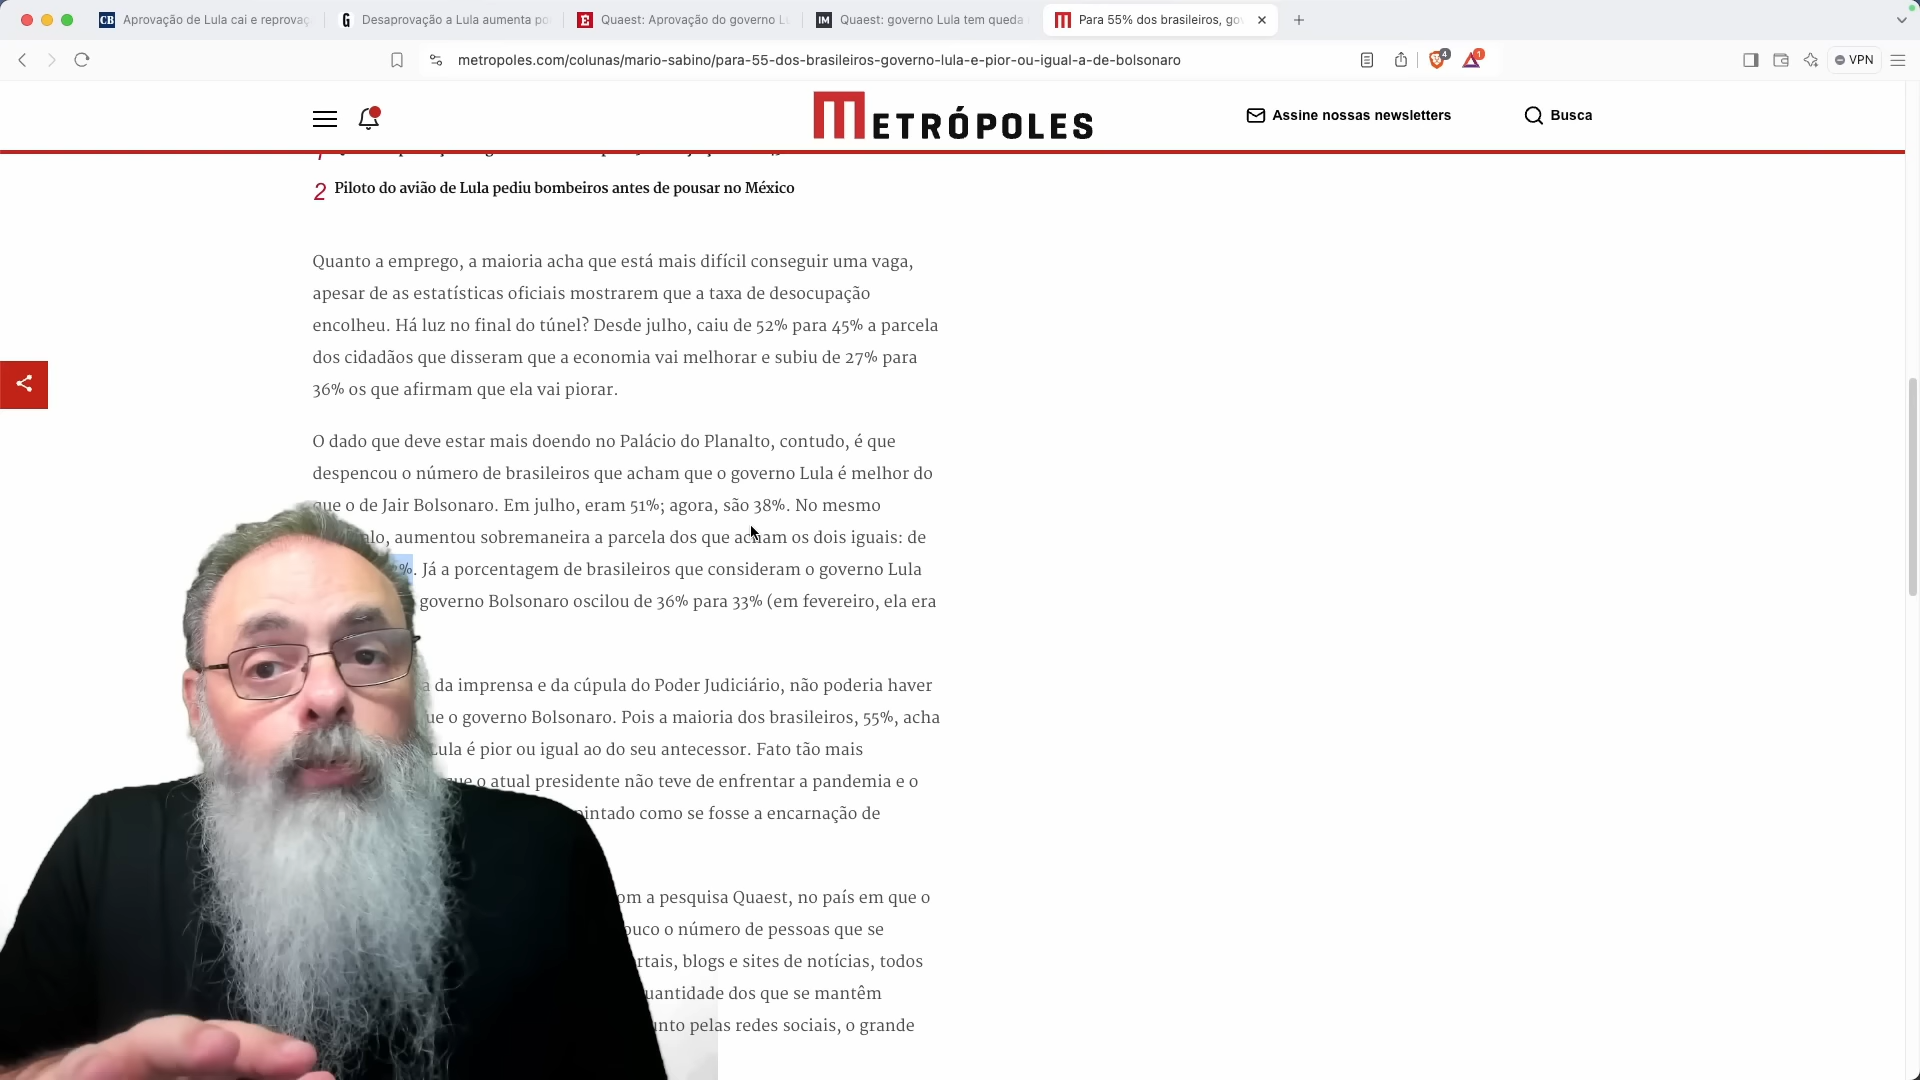 CB Aprovação de Lula cai e reprovaç
G Desaprovação a Lula aumenta po
E Quaest: Aprovação do governo L
IM Quaest: governo Lula tem queda
Para 55% dos brasileiros, go
metropoles.com/colunas/mario-sabino/para-55-dos-brasileiros-governo-lula-e-pior-ou-igual-a-de-bolsonaro
4
1
VPN
METRÓPOLES
Assine nossas newsletters
Busca
2 Piloto do avião de Lula pediu bombeiros antes de pousar no México
Quanto a emprego, a maioria acha que está mais difícil conseguir uma vaga,
apesar de as estatísticas oficiais mostrarem que a taxa de desocupação
encolheu. Há luz no final do túnel? Desde julho, caiu de 52% para 45% a parcela
dos cidadãos que disseram que a economia vai melhorar e subiu de 27% para
36% os que afirmam que ela vai piorar.
O dado que deve estar mais doendo no Palácio do Planalto, contudo, é que
despencou o número de brasileiros que acham que o governo Lula é melhor do
que o de Jair Bolsonaro. Em julho, eram 51%; agora, são 38%. No mesmo
alo, aumentou sobremaneira a parcela dos que acham os dois iguais: de
%. Já a porcentagem de brasileiros que consideram o governo Lula
governo Bolsonaro oscilou de 36% para 33% (em fevereiro, ela era
a da imprensa e da cúpula do Poder Judiciário, não poderia haver
ue o governo Bolsonaro. Pois a maioria dos brasileiros, 55%, acha
Lula é pior ou igual ao do seu antecessor. Fato tão mais
que o atual presidente não teve de enfrentar a pandemia e o
pintado como se fosse a encarnação de
om a pesquisa Quaest, no país em que o
ouco o número de pessoas que se
rtais, blogs e sites de notícias, todos
uantidade dos que se mantêm
unto pelas redes sociais, o grande